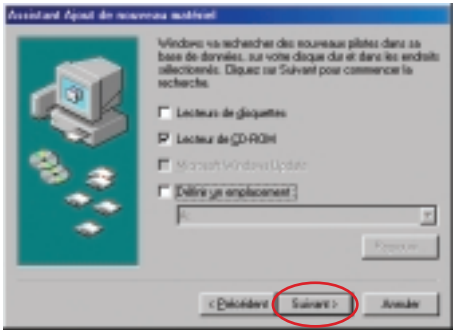 Assistant Ajout de nouveau matériel
Windows va rechercher des nouveaux pilotes dans sa
base de données, sur votre disque dur et dans les endroits
sélectionnés. Cliquez sur Suivant pour commencer la
recherche.
Lecteurs de disquettes
Lecteur de CD-ROM
Microsoft Windows Update
Définir un emplacement :
A:
< Précédent
Suivant >
Annuler